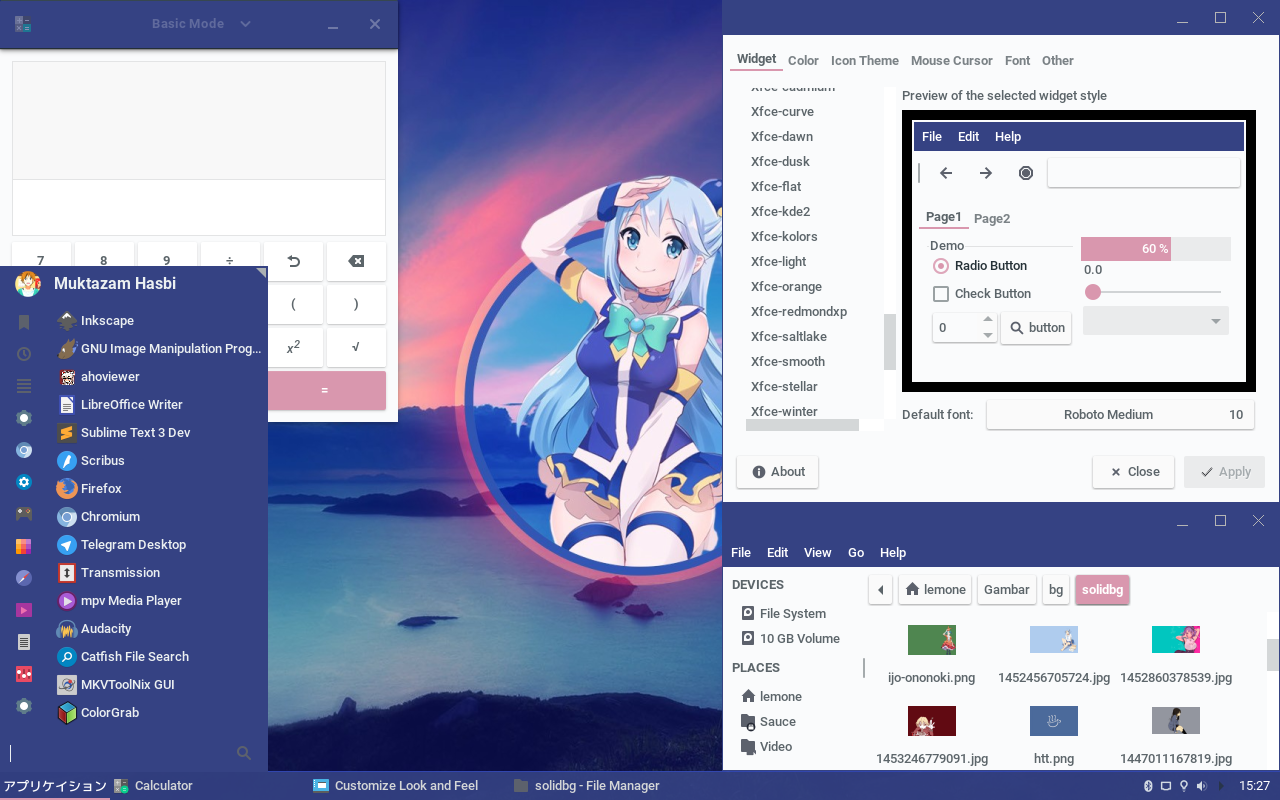 Basic Mode
7 8 9 ÷
( )
x² √
=
Muktazam Hasbi
Inkscape
GNU Image Manipulation Prog...
ahoviewer
LibreOffice Writer
Sublime Text 3 Dev
Scribus
Firefox
Chromium
Telegram Desktop
Transmission
mpv Media Player
Audacity
Catfish File Search
MKVToolNix GUI
ColorGrab
Widget Color Icon Theme Mouse Cursor Font Other
Xfce-cadmium
Xfce-curve
Xfce-dawn
Xfce-dusk
Xfce-flat
Xfce-kde2
Xfce-kolors
Xfce-light
Xfce-orange
Xfce-redmondxp
Xfce-saltlake
Xfce-smooth
Xfce-stellar
Xfce-winter
Preview of the selected widget style
File Edit Help
Page1 Page2
Demo
60 %
Radio Button
0.0
Check Button
0
button
Default font: Roboto Medium 10
About
Close
Apply
File Edit View Go Help
DEVICES
File System
10 GB Volume
PLACES
lemone
Sauce
Video
lemone Gambar bg solidbg
ijo-ononoki.png 1452456705724.jpg 1452860378539.jpg
1453246779091.jpg htt.png 1447011167819.jpg
アプリケイション Calculator Customize Look and Feel solidbg - File Manager 15:27